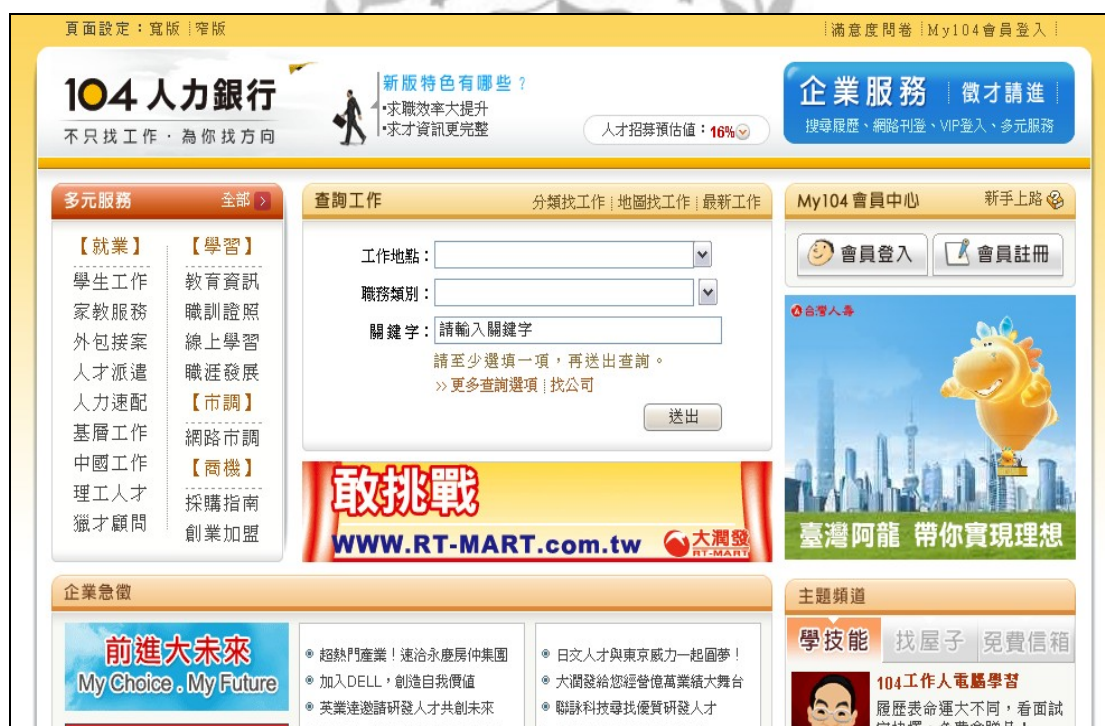 頁面設定：寬版｜窄版
｜滿意度問卷｜My104會員登入｜
104 人力銀行
不只找工作．為你找方向
新版特色有哪些？
•求職效率大提升
•求才資訊更完整
人才招募預估值：16%
企業服務｜徵才請進
搜尋履歷、網路刊登、VIP登入、多元服務
多元服務 全部
【就業】
學生工作
家教服務
外包接案
人才派遣
人力速配
基層工作
中國工作
理工人才
獵才顧問
【學習】
教育資訊
職訓證照
線上學習
職涯發展
【市調】
網路市調
【商機】
採購指南
創業加盟
查詢工作 分類找工作｜地圖找工作｜最新工作
工作地點：
職務類別：
關鍵字：請輸入關鍵字
請至少選填一項，再送出查詢。
>> 更多查詢選項｜找公司
送出
敢挑戰
WWW.RT-MART.com.tw 大潤發
RT-MART
My104會員中心 新手上路
會員登入 會員註冊
台灣人壽
臺灣阿龍 帶你實現理想
企業急徵
前進大未來
My Choice . My Future
超熱門產業！速洽永慶房仲集團
加入DELL，創造自我價值
英業達邀請研發人才共創未來
日文人才與東京威力一起圓夢！
大潤發給您經營億萬業績大舞台
聯詠科技尋找優質研發人才
主題頻道
學技能 找屋子 免費信箱
104工作人電腦學習
履歷表命運大不同，看面試